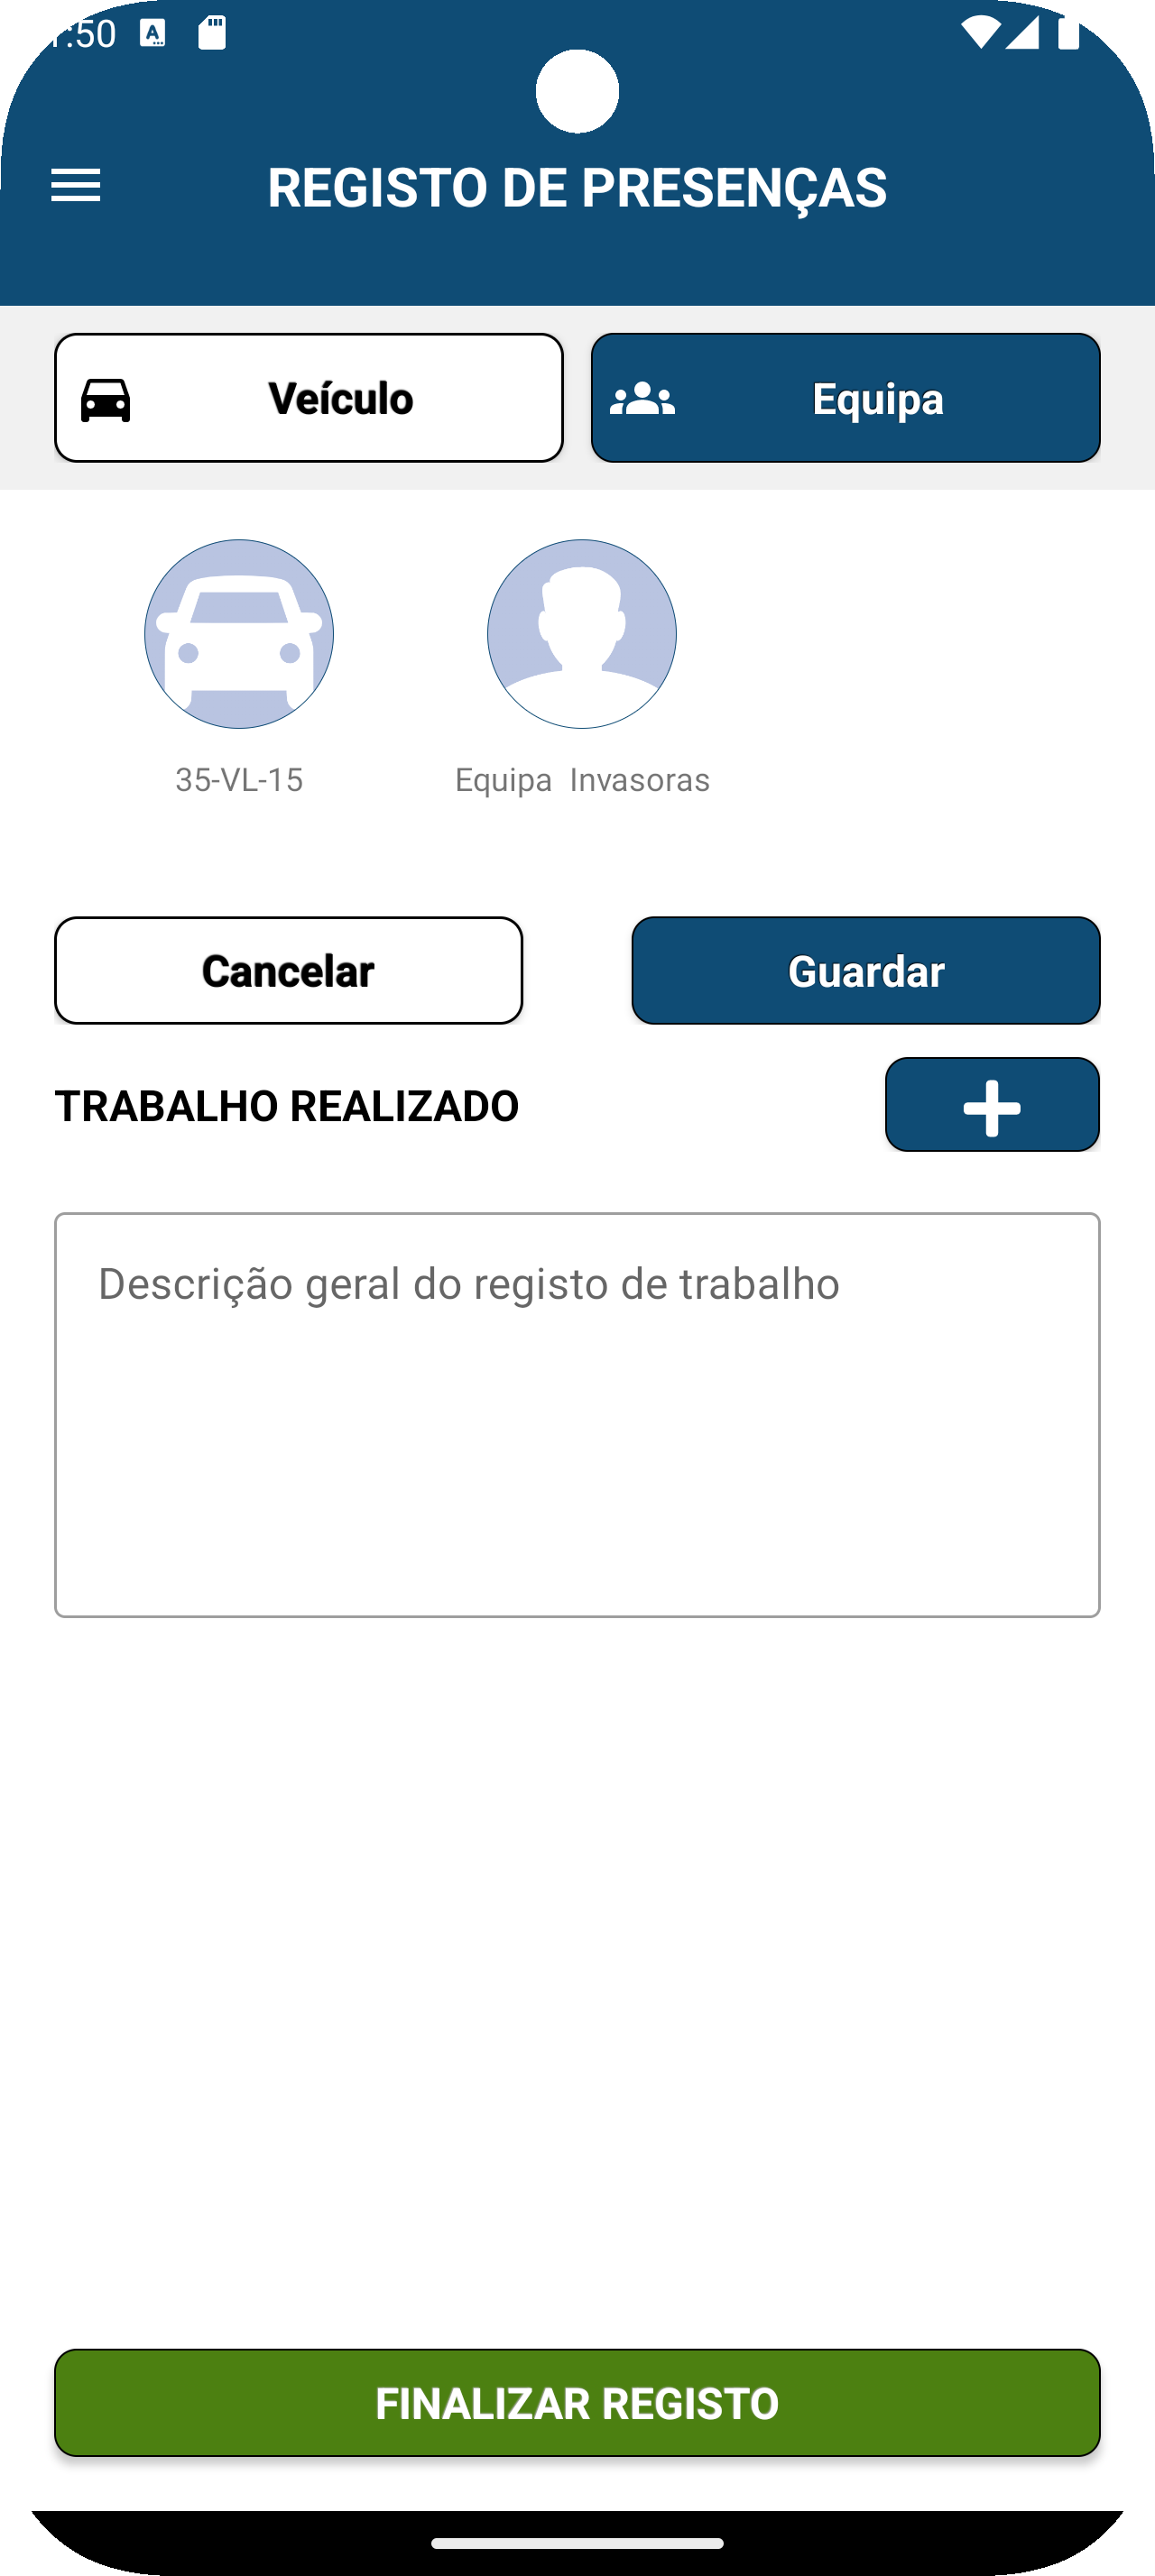 :50
REGISTO DE PRESENÇAS
Veículo
Equipa
35-VL-15
Equipa Invasoras
Cancelar
Guardar
TRABALHO REALIZADO
Descrição geral do registo de trabalho
FINALIZAR REGISTO